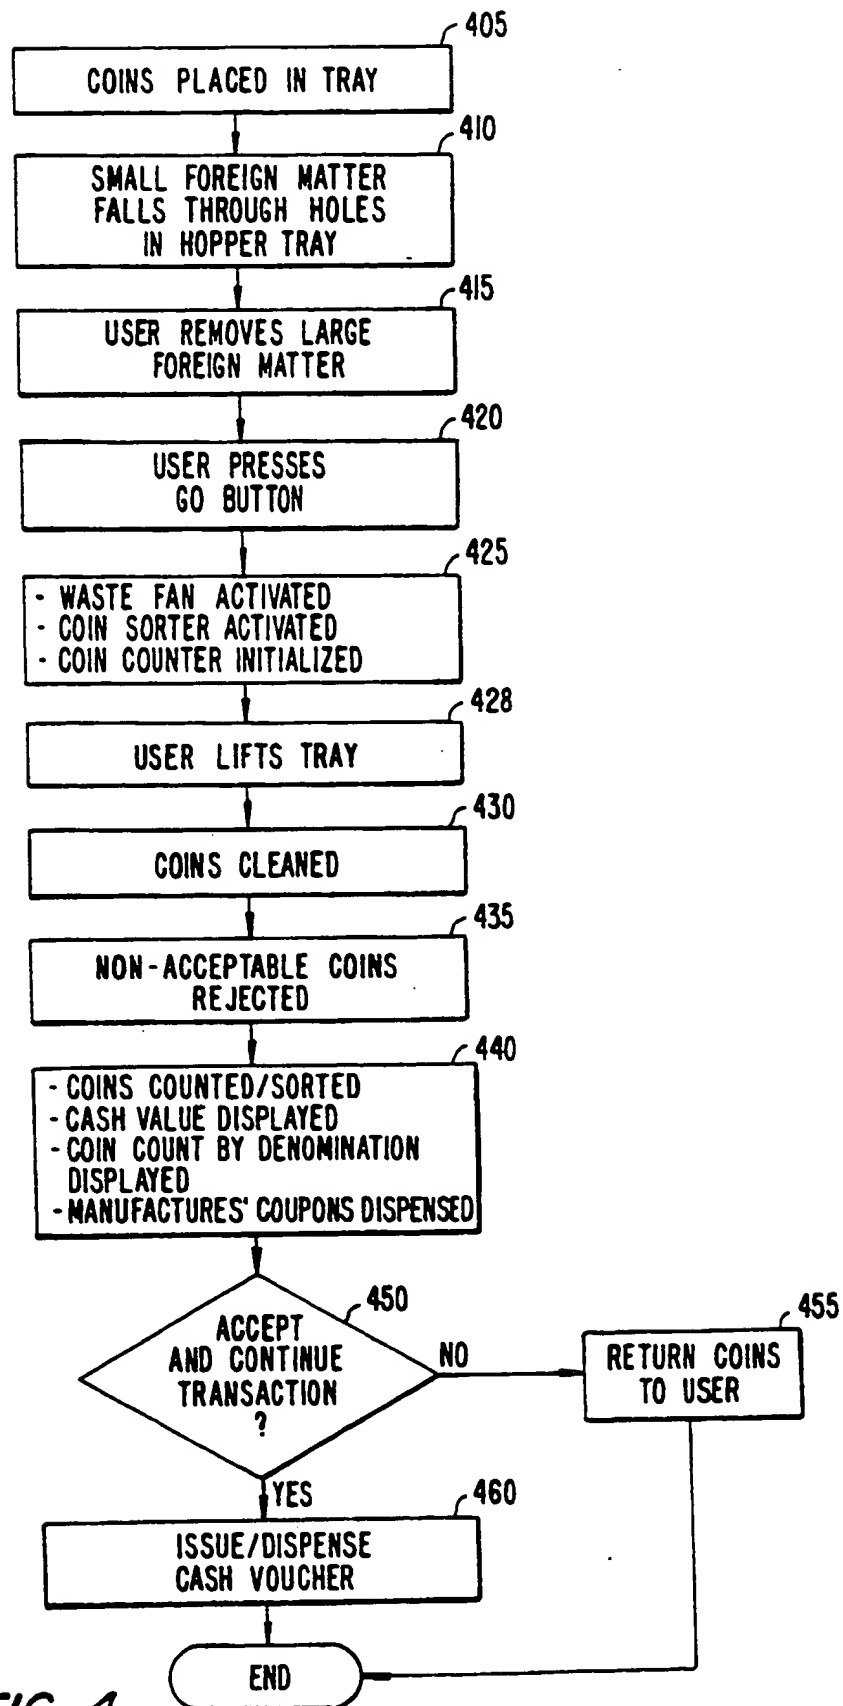 405
COINS PLACED IN TRAY
410
SMALL FOREIGN MATTER
FALLS THROUGH HOLES
IN HOPPER TRAY
415
USER REMOVES LARGE
FOREIGN MATTER
420
USER PRESSES
GO BUTTON
425
- WASTE FAN ACTIVATED
- COIN SORTER ACTIVATED
- COIN COUNTER INITIALIZED
428
USER LIFTS TRAY
430
COINS CLEANED
435
NON-ACCEPTABLE COINS
REJECTED
440
- COINS COUNTED/SORTED
- CASH VALUE DISPLAYED
- COIN COUNT BY DENOMINATION
DISPLAYED
- MANUFACTURES' COUPONS DISPENSED
450
ACCEPT
AND CONTINUE
TRANSACTION
?
NO
455
RETURN COINS
TO USER
YES
460
ISSUE/DISPENSE
CASH VOUCHER
END